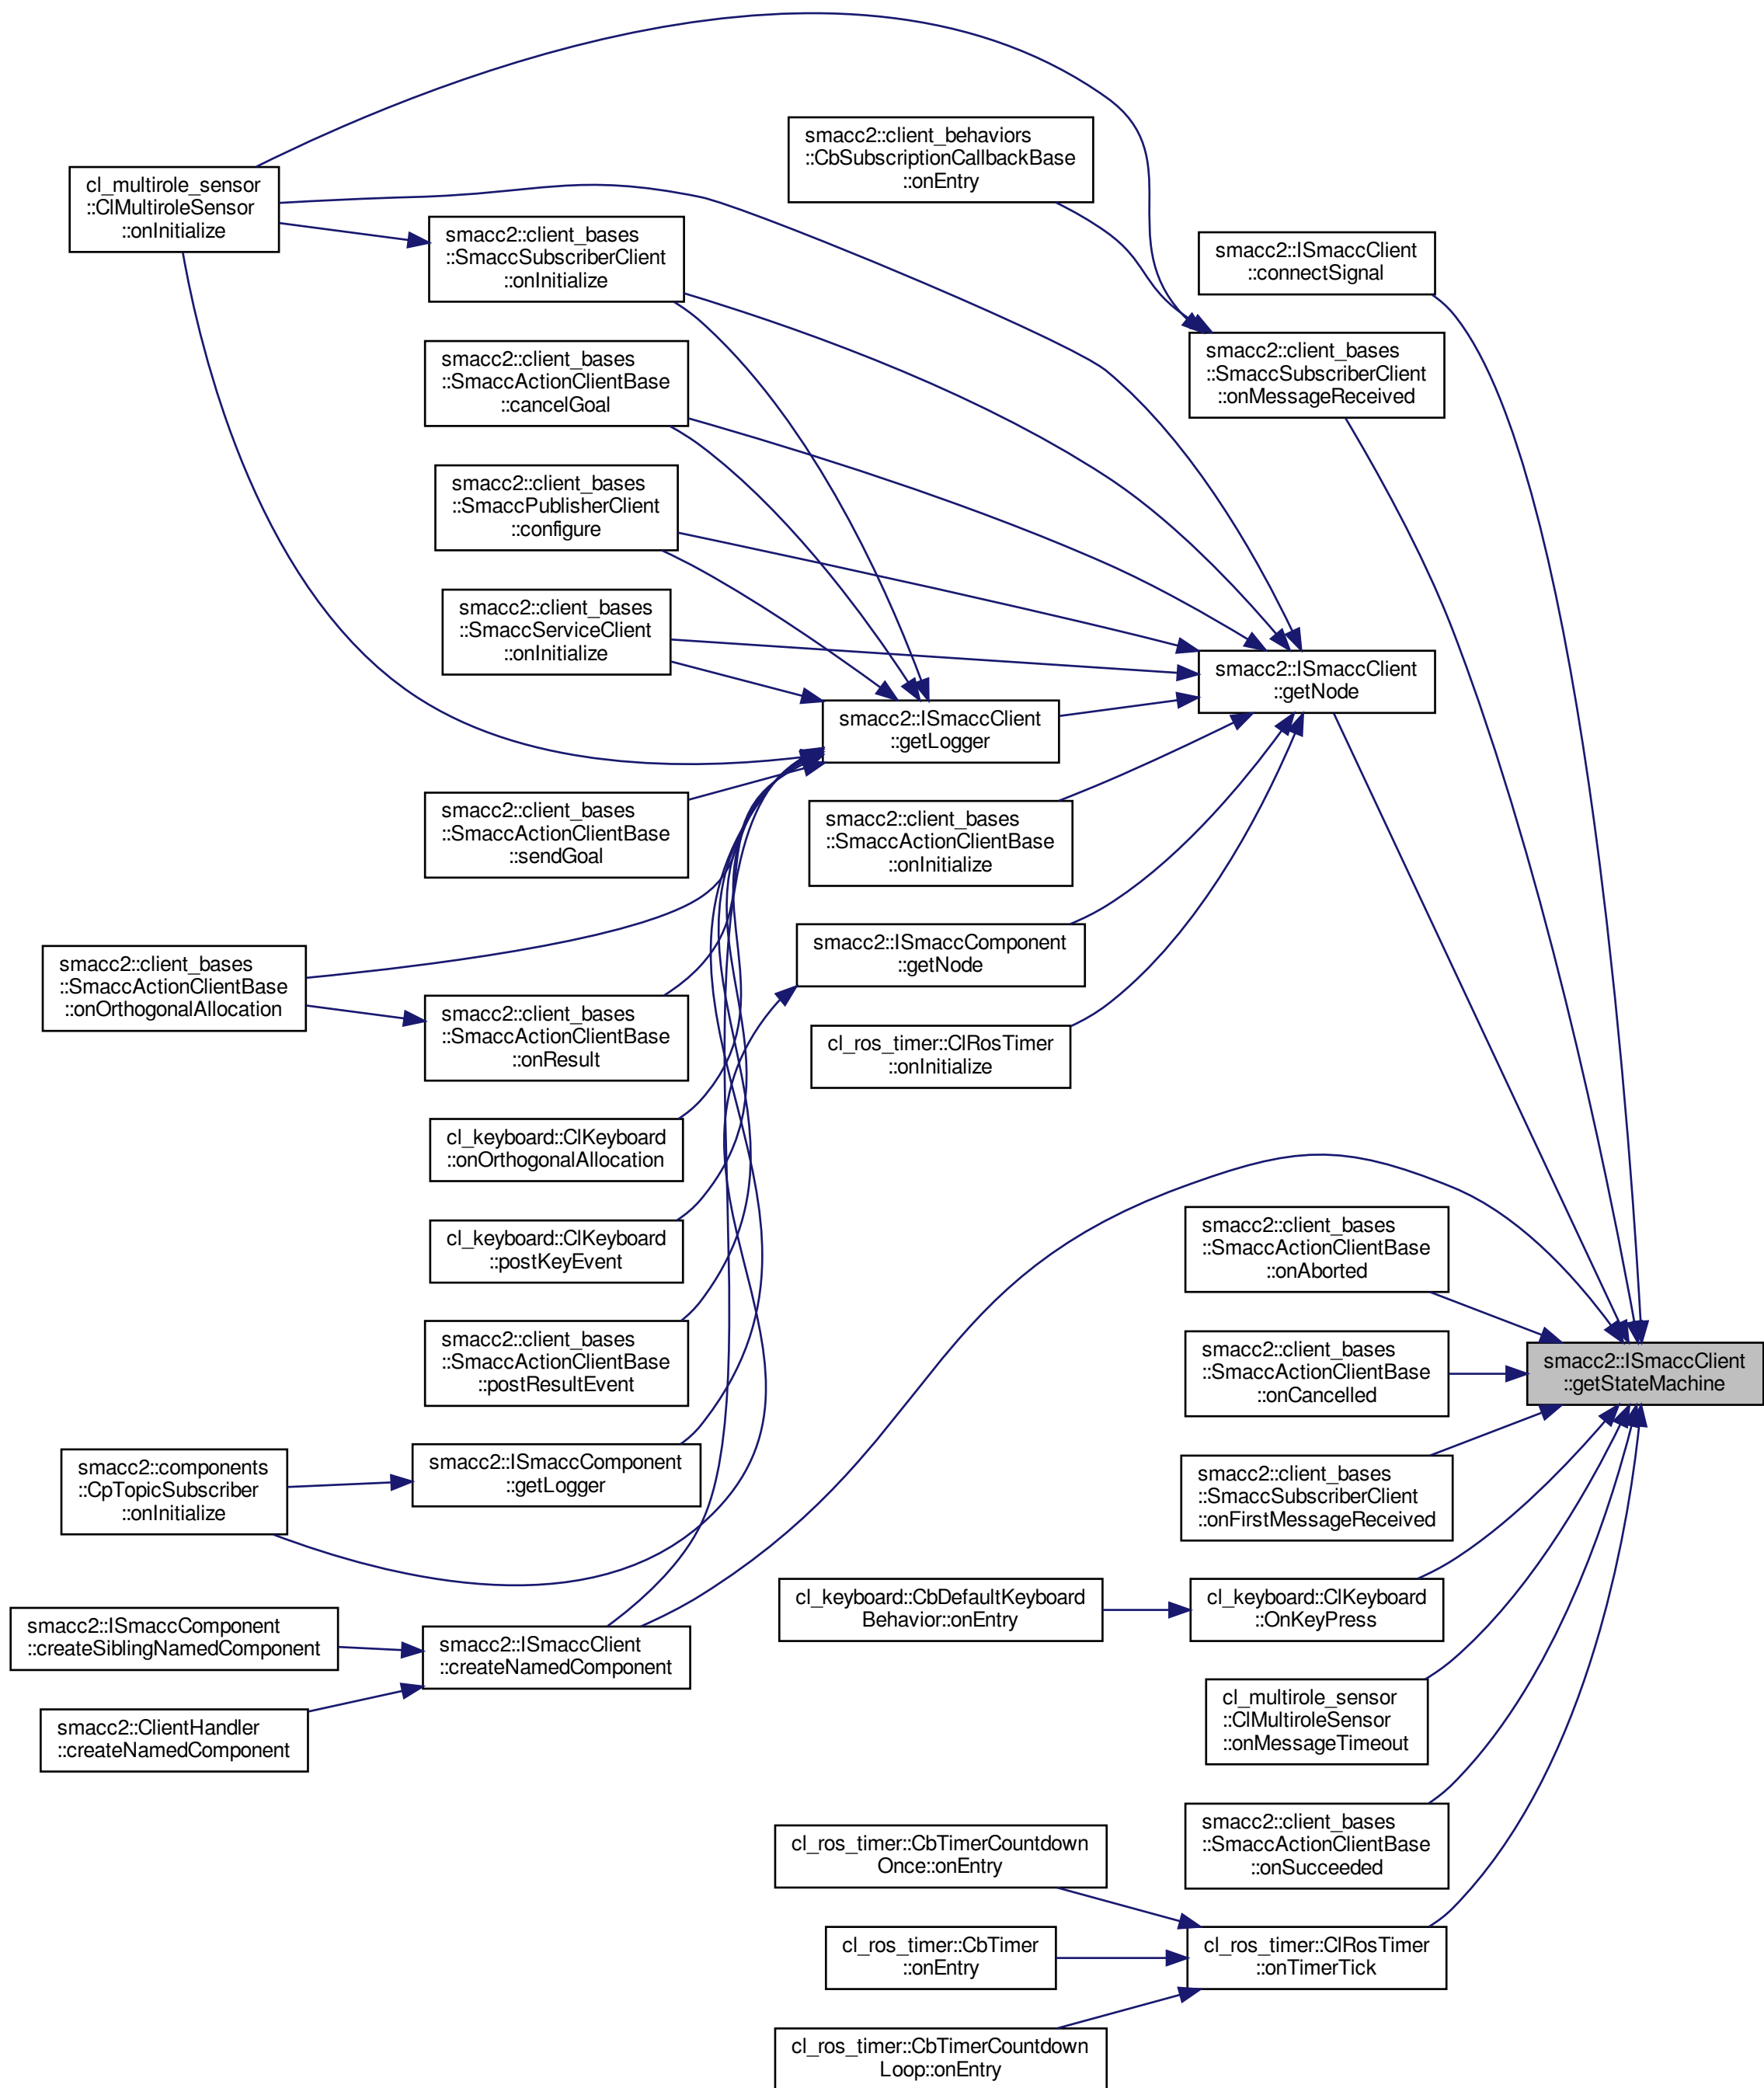 smacc2::client_behaviors
::CbSubscriptionCallbackBase
::onEntry
cl_multirole_sensor
::ClMultiroleSensor
::onInitialize
smacc2::client_bases
::SmaccSubscriberClient
::onInitialize
smacc2::ISmaccClient
::connectSignal
smacc2::client_bases
::SmaccSubscriberClient
::onMessageReceived
smacc2::client_bases
::SmaccActionClientBase
::cancelGoal
smacc2::client_bases
::SmaccPublisherClient
::configure
smacc2::client_bases
::SmaccServiceClient
::onInitialize
smacc2::ISmaccClient
::getNode
smacc2::ISmaccClient
::getLogger
smacc2::client_bases
::SmaccActionClientBase
::sendGoal
smacc2::client_bases
::SmaccActionClientBase
::onInitialize
smacc2::ISmaccComponent
::getNode
smacc2::client_bases
::SmaccActionClientBase
::onOrthogonalAllocation
smacc2::client_bases
::SmaccActionClientBase
::onResult
cl_ros_timer::ClRosTimer
::onInitialize
cl_keyboard::ClKeyboard
::onOrthogonalAllocation
cl_keyboard::ClKeyboard
::postKeyEvent
smacc2::client_bases
::SmaccActionClientBase
::onAborted
smacc2::client_bases
::SmaccActionClientBase
::postResultEvent
smacc2::client_bases
::SmaccActionClientBase
::onCancelled
smacc2::ISmaccClient
::getStateMachine
smacc2::components
::CpTopicSubscriber
::onInitialize
smacc2::ISmaccComponent
::getLogger
smacc2::client_bases
::SmaccSubscriberClient
::onFirstMessageReceived
cl_keyboard::CbDefaultKeyboard
Behavior::onEntry
cl_keyboard::ClKeyboard
::OnKeyPress
smacc2::ISmaccComponent
::createSiblingNamedComponent
smacc2::ISmaccClient
::createNamedComponent
smacc2::ClientHandler
::createNamedComponent
cl_multirole_sensor
::ClMultiroleSensor
::onMessageTimeout
smacc2::client_bases
::SmaccActionClientBase
::onSucceeded
cl_ros_timer::CbTimerCountdown
Once::onEntry
cl_ros_timer::CbTimer
::onEntry
cl_ros_timer::ClRosTimer
::onTimerTick
cl_ros_timer::CbTimerCountdown
Loop::onEntry